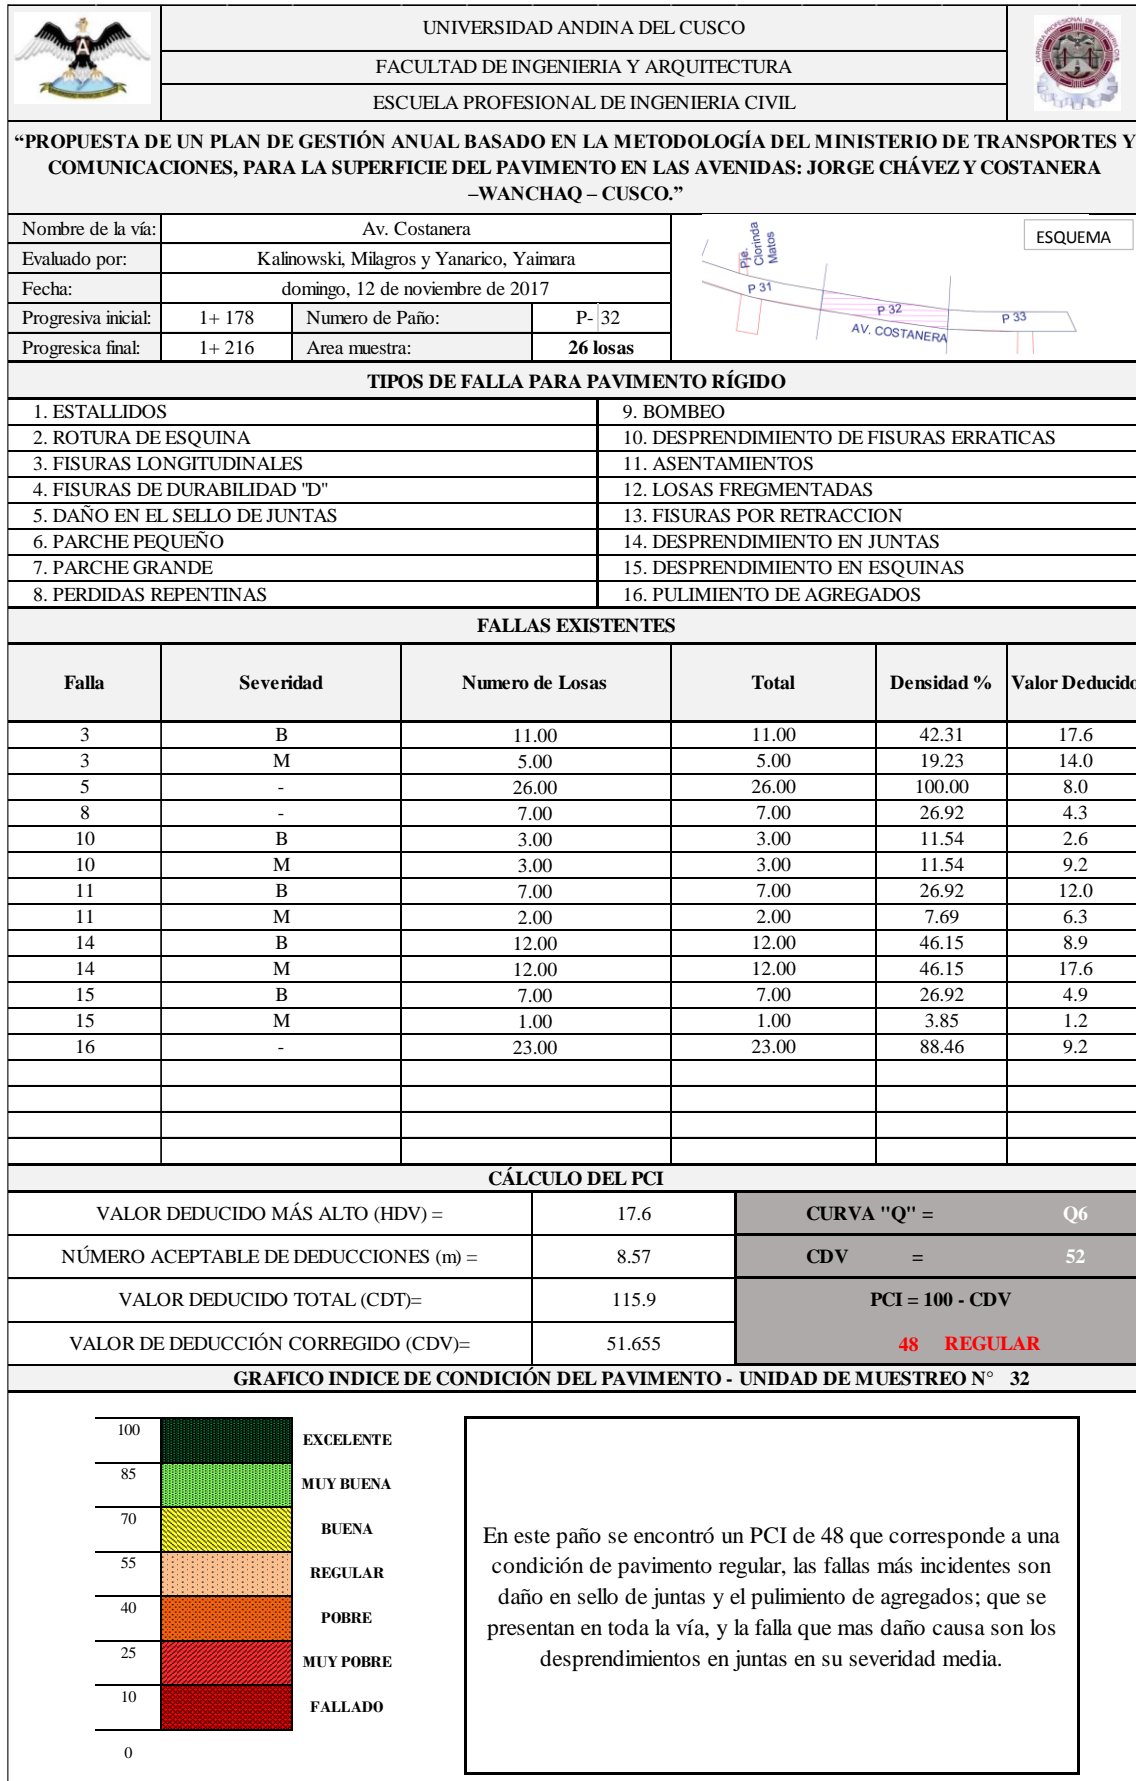 UNIVERSIDAD ANDINA DEL CUSCO
FACULTAD DE INGENIERIA Y ARQUITECTURA
ESCUELA PROFESIONAL DE INGENIERIA CIVIL
“PROPUESTA DE UN PLAN DE GESTIÓN ANUAL BASADO EN LA METODOLOGÍA DEL MINISTERIO DE TRANSPORTES Y
COMUNICACIONES, PARA LA SUPERFICIE DEL PAVIMENTO EN LAS AVENIDAS: JORGE CHÁVEZ Y COSTANERA
–WANCHAQ – CUSCO.”
Nombre de la vía: Av. Costanera
Evaluado por: Kalinowski, Milagros y Yanarico, Yaimara
Fecha: domingo, 12 de noviembre de 2017
Progresiva inicial: 1+ 178 Numero de Paño: P- 32
Progresica final: 1+ 216 Area muestra: 26 losas
ESQUEMA
Pje.
Clorinda
Matos
P 31
P 32
P 33
AV. COSTANERA
TIPOS DE FALLA PARA PAVIMENTO RÍGIDO
1. ESTALLIDOS 9. BOMBEO
2. ROTURA DE ESQUINA 10. DESPRENDIMIENTO DE FISURAS ERRATICAS
3. FISURAS LONGITUDINALES 11. ASENTAMIENTOS
4. FISURAS DE DURABILIDAD "D" 12. LOSAS FREGMENTADAS
5. DAÑO EN EL SELLO DE JUNTAS 13. FISURAS POR RETRACCION
6. PARCHE PEQUEÑO 14. DESPRENDIMIENTO EN JUNTAS
7. PARCHE GRANDE 15. DESPRENDIMIENTO EN ESQUINAS
8. PERDIDAS REPENTINAS 16. PULIMIENTO DE AGREGADOS
FALLAS EXISTENTES
Falla Severidad Numero de Losas Total Densidad % Valor Deducido
3 B 11.00 11.00 42.31 17.6
3 M 5.00 5.00 19.23 14.0
5 - 26.00 26.00 100.00 8.0
8 - 7.00 7.00 26.92 4.3
10 B 3.00 3.00 11.54 2.6
10 M 3.00 3.00 11.54 9.2
11 B 7.00 7.00 26.92 12.0
11 M 2.00 2.00 7.69 6.3
14 B 12.00 12.00 46.15 8.9
14 M 12.00 12.00 46.15 17.6
15 B 7.00 7.00 26.92 4.9
15 M 1.00 1.00 3.85 1.2
16 - 23.00 23.00 88.46 9.2
CÁLCULO DEL PCI
VALOR DEDUCIDO MÁS ALTO (HDV) = 17.6 CURVA "Q" = Q6
NÚMERO ACEPTABLE DE DEDUCCIONES (m) = 8.57 CDV = 52
VALOR DEDUCIDO TOTAL (CDT)= 115.9 PCI = 100 - CDV
VALOR DE DEDUCCIÓN CORREGIDO (CDV)= 51.655 48 REGULAR
GRAFICO INDICE DE CONDICIÓN DEL PAVIMENTO - UNIDAD DE MUESTREO N° 32
100 EXCELENTE
85 MUY BUENA
70 BUENA
55 REGULAR
40 POBRE
25 MUY POBRE
10 FALLADO
0
En este paño se encontró un PCI de 48 que corresponde a una
condición de pavimento regular, las fallas más incidentes son
daño en sello de juntas y el pulimiento de agregados; que se
presentan en toda la vía, y la falla que mas daño causa son los
desprendimientos en juntas en su severidad media.